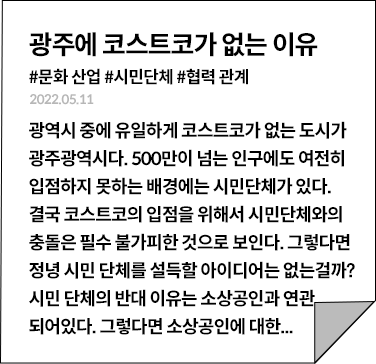 광주에 코스트코가 없는 이유
#문화 산업 #시민단체 #협력 관계
2022.05.11
광역시 중에 유일하게 코스트코가 없는 도시가
광주광역시다. 500만이 넘는 인구에도 여전히
입점하지 못하는 배경에는 시민단체가 있다.
결국 코스트코의 입점을 위해서 시민단체와의
충돌은 필수 불가피한 것으로 보인다. 그렇다면
정녕 시민 단체를 설득할 아이디어는 없는걸까?
시민 단체의 반대 이유는 소상공인과 연관
되어있다. 그렇다면 소상공인에 대한...